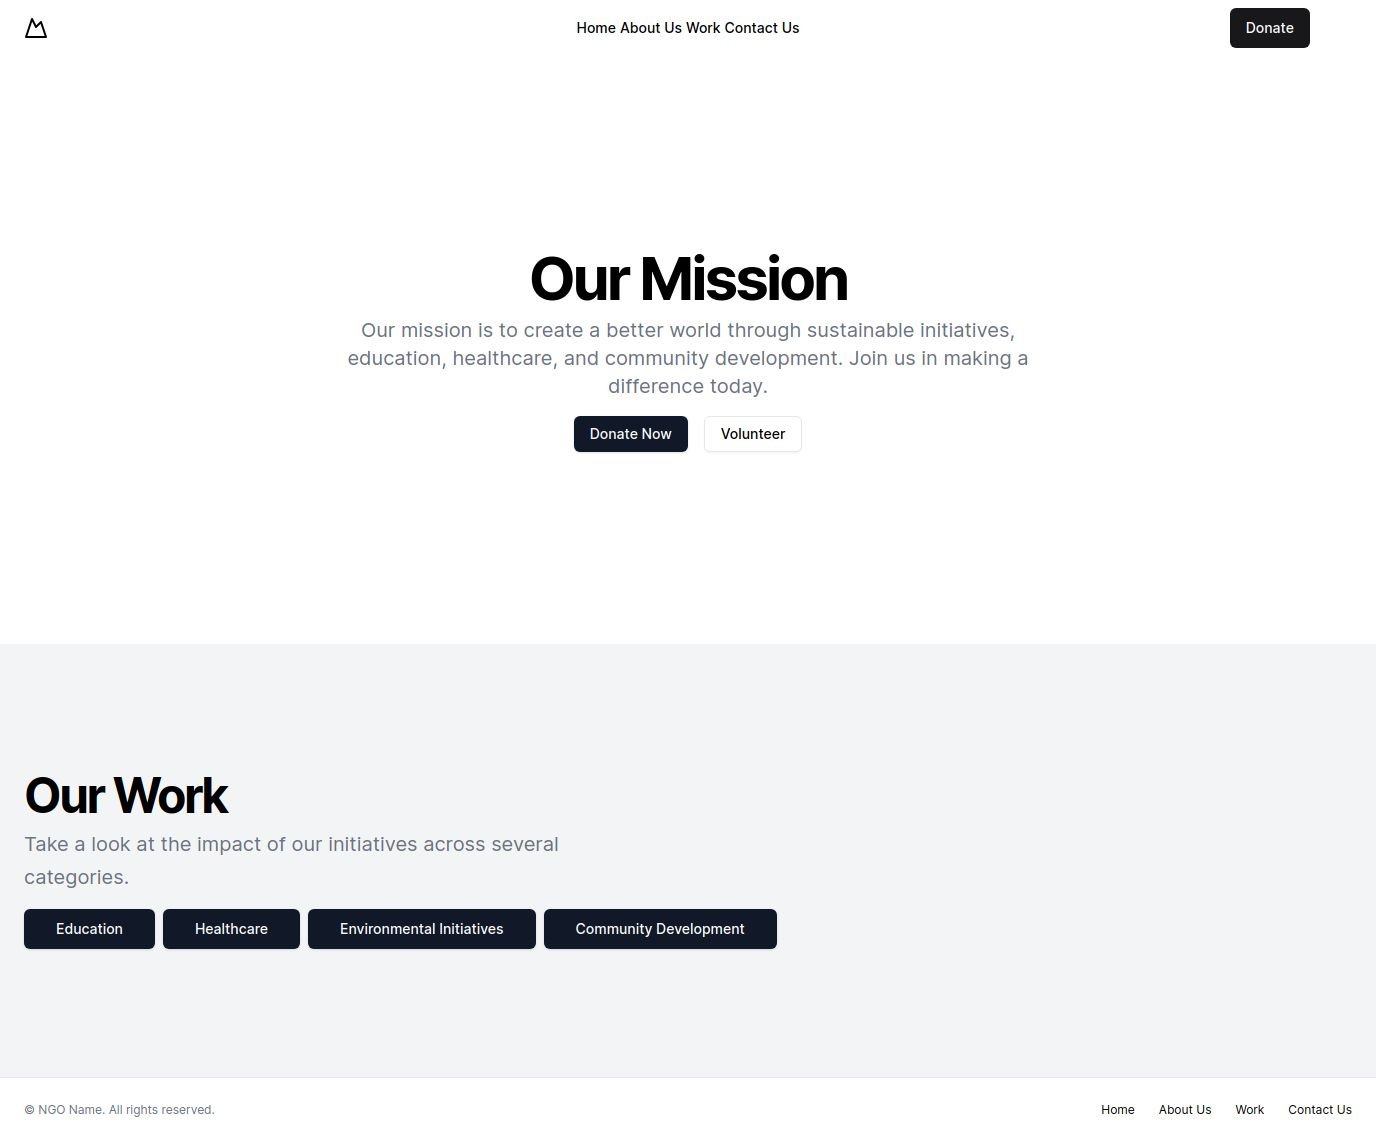 Home About Us Work Contact Us
Donate
Our Mission
Our mission is to create a better world through sustainable initiatives,
education, healthcare, and community development. Join us in making a
difference today.
Donate Now
Volunteer
Our Work
Take a look at the impact of our initiatives across several
categories.
Education
Healthcare
Environmental Initiatives
Community Development
© NGO Name. All rights reserved.
Home
About Us
Work
Contact Us